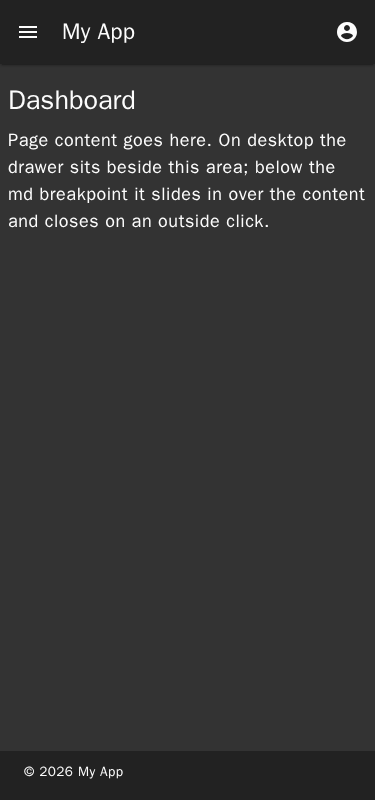 My App
Dashboard
Page content goes here. On desktop the
drawer sits beside this area; below the
md breakpoint it slides in over the content
and closes on an outside click.
© 2026 My App